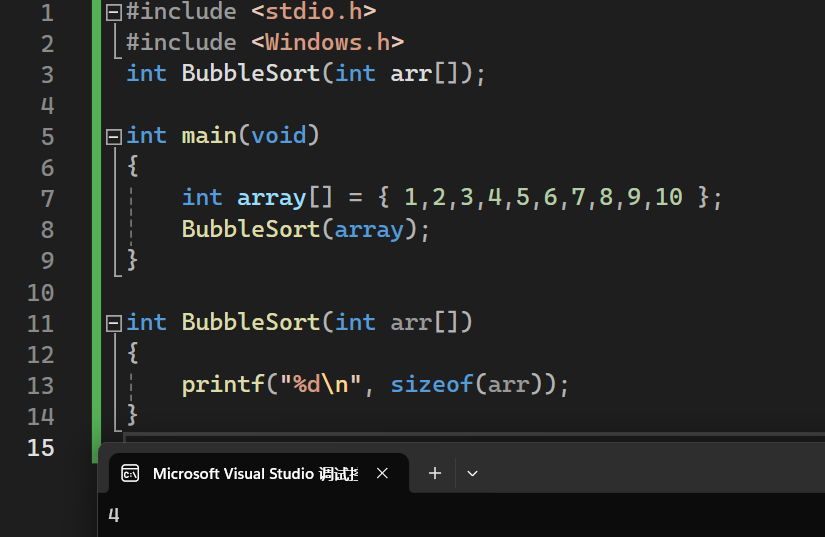 1 #include <stdio.h>
2 #include <Windows.h>
3 int BubbleSort(int arr[]);
4
5 int main(void)
6 {
7 int array[] = { 1,2,3,4,5,6,7,8,9,10 };
8 BubbleSort(array);
9 }
10
11 int BubbleSort(int arr[])
12 {
13 printf("%d\n", sizeof(arr));
14 }
15
Microsoft Visual Studio 调试
4